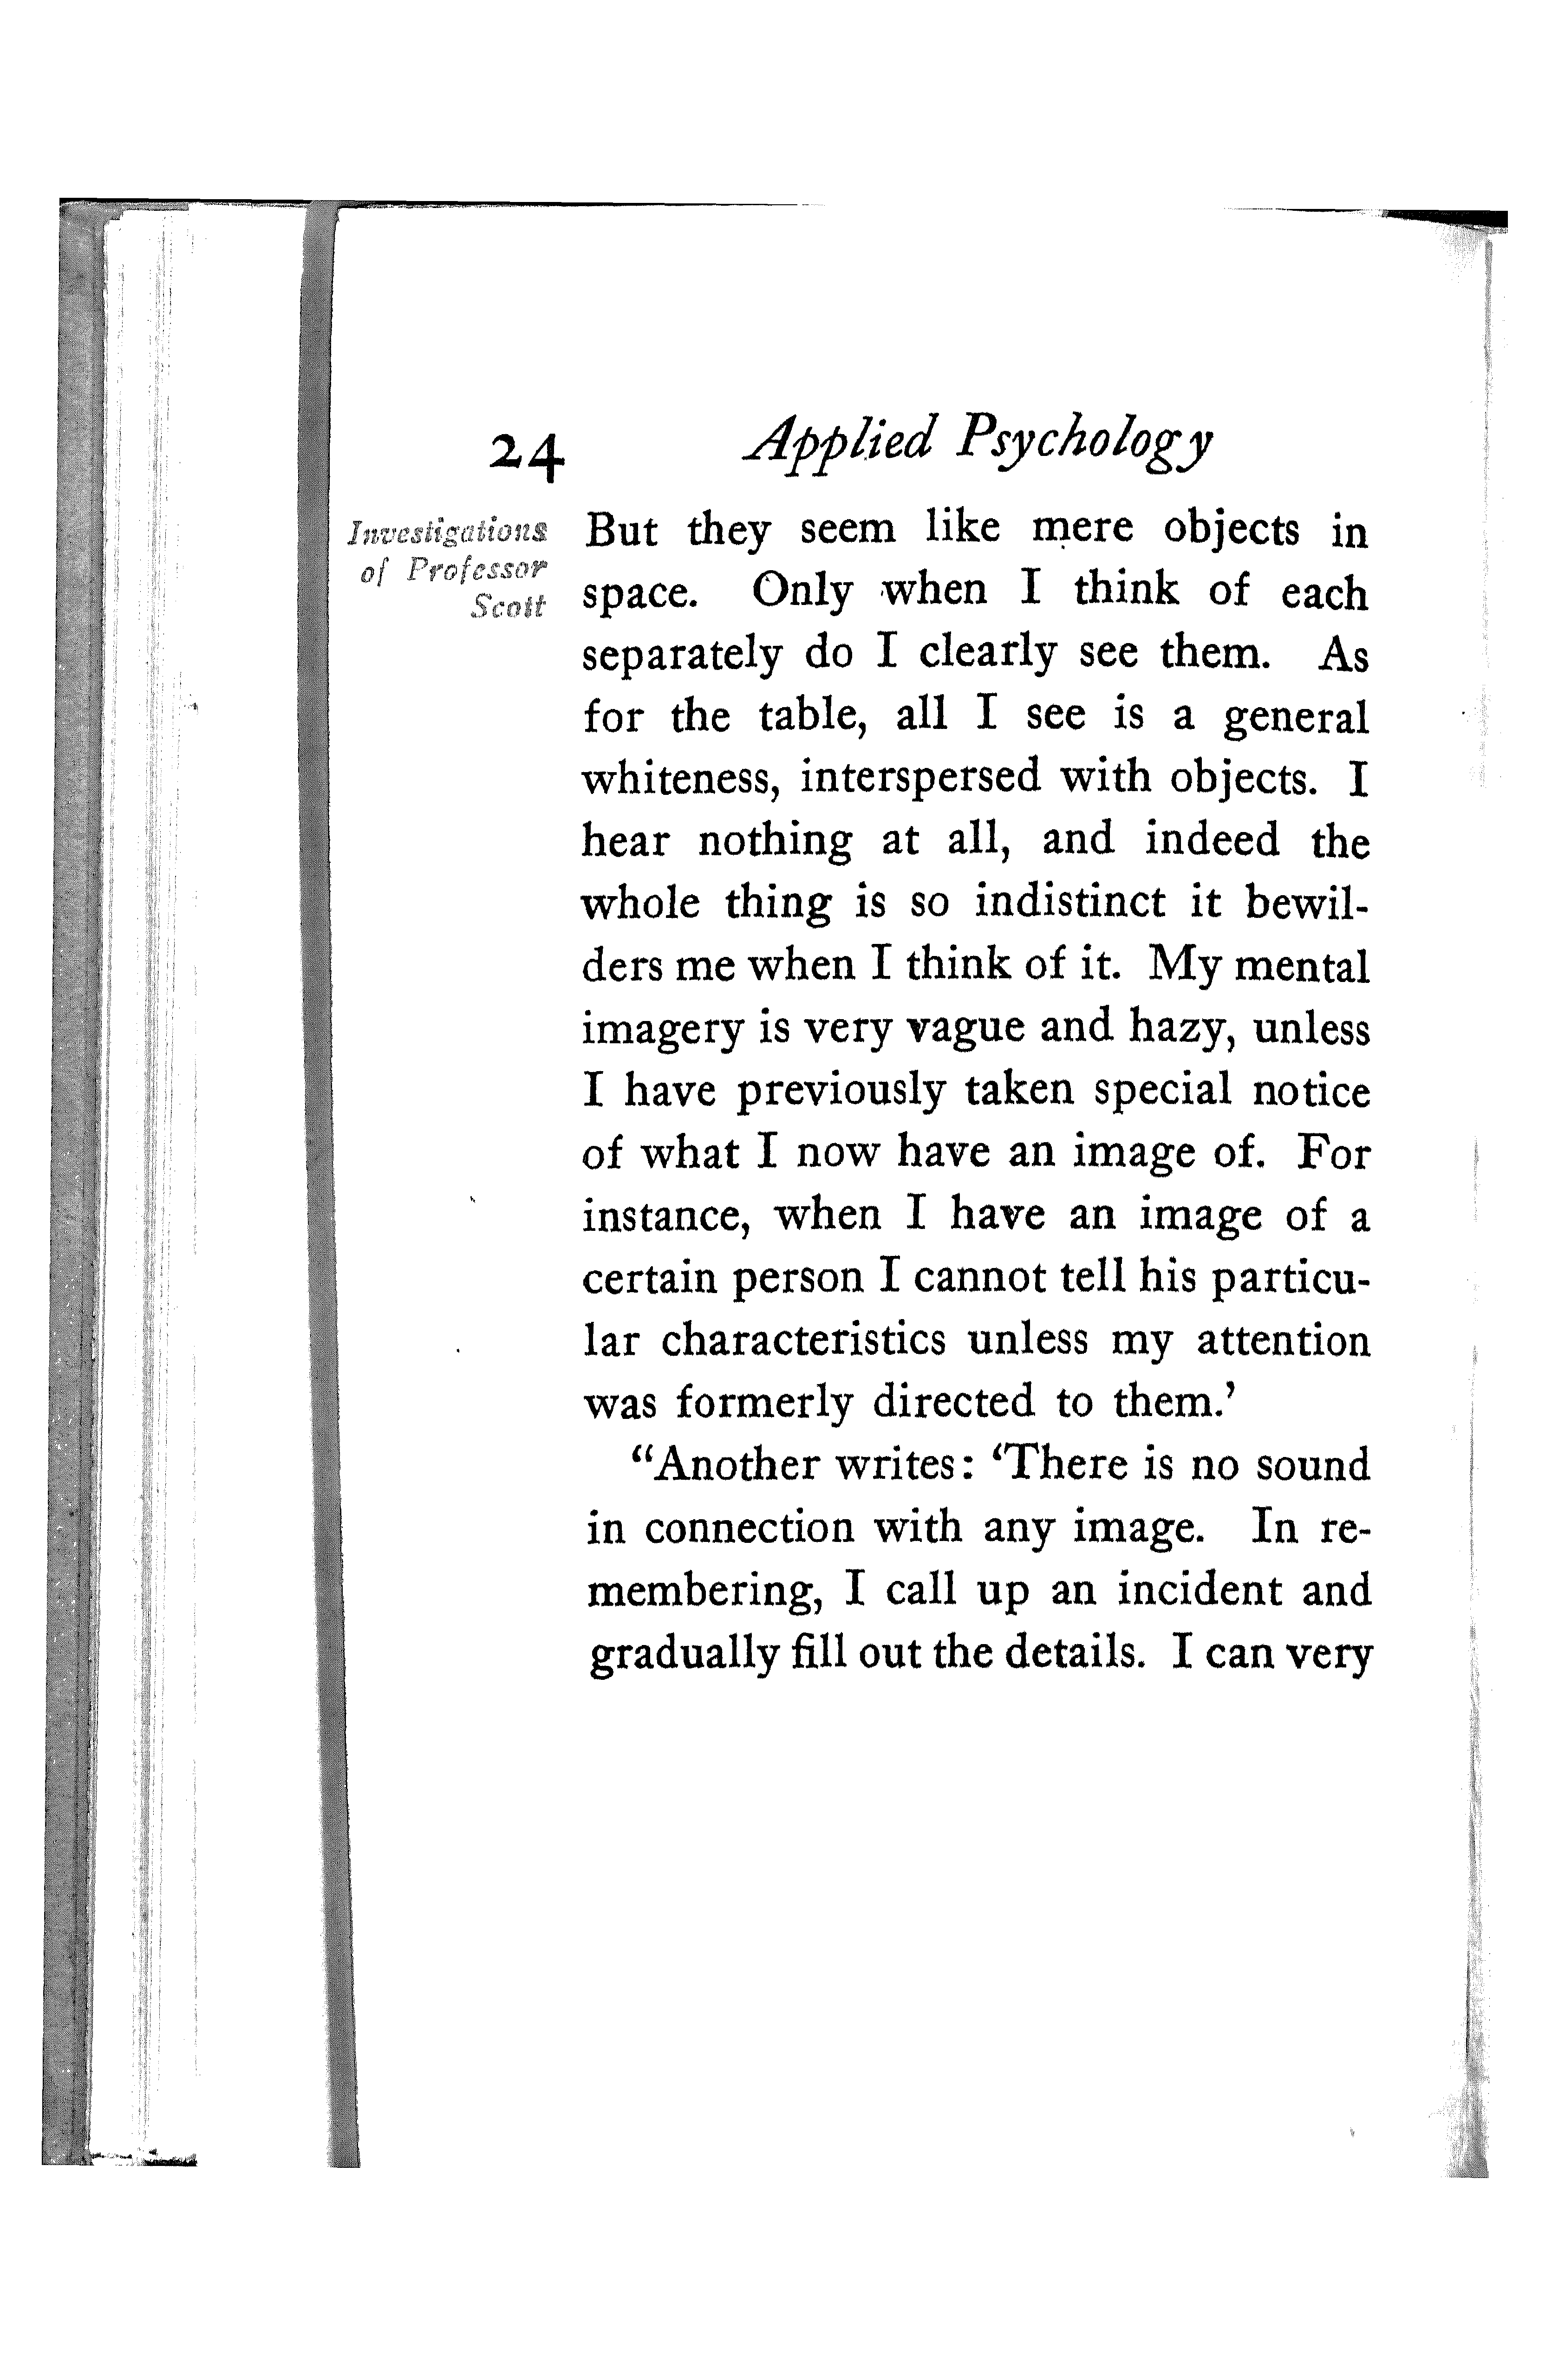 24 Applied Psychology
Investigations
of Professor
Scott
But they seem like mere objects in
space. Only when I think of each
separately do I clearly see them. As
for the table, all I see is a general
whiteness, interspersed with objects. I
hear nothing at all, and indeed the
whole thing is so indistinct it bewil-
ders me when I think of it. My mental
imagery is very vague and hazy, unless
I have previously taken special notice
of what I now have an image of. For
instance, when I have an image of a
certain person I cannot tell his particu-
lar characteristics unless my attention
was formerly directed to them.’
“Another writes: ‘There is no sound
in connection with any image. In re-
membering, I call up an incident and
gradually fill out the details. I can very